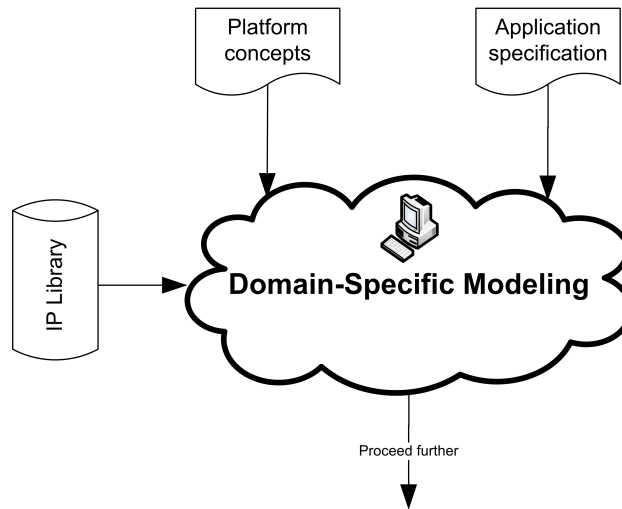 Platform
concepts
Application
specification
IP Library
Domain-Specific Modeling
Proceed further